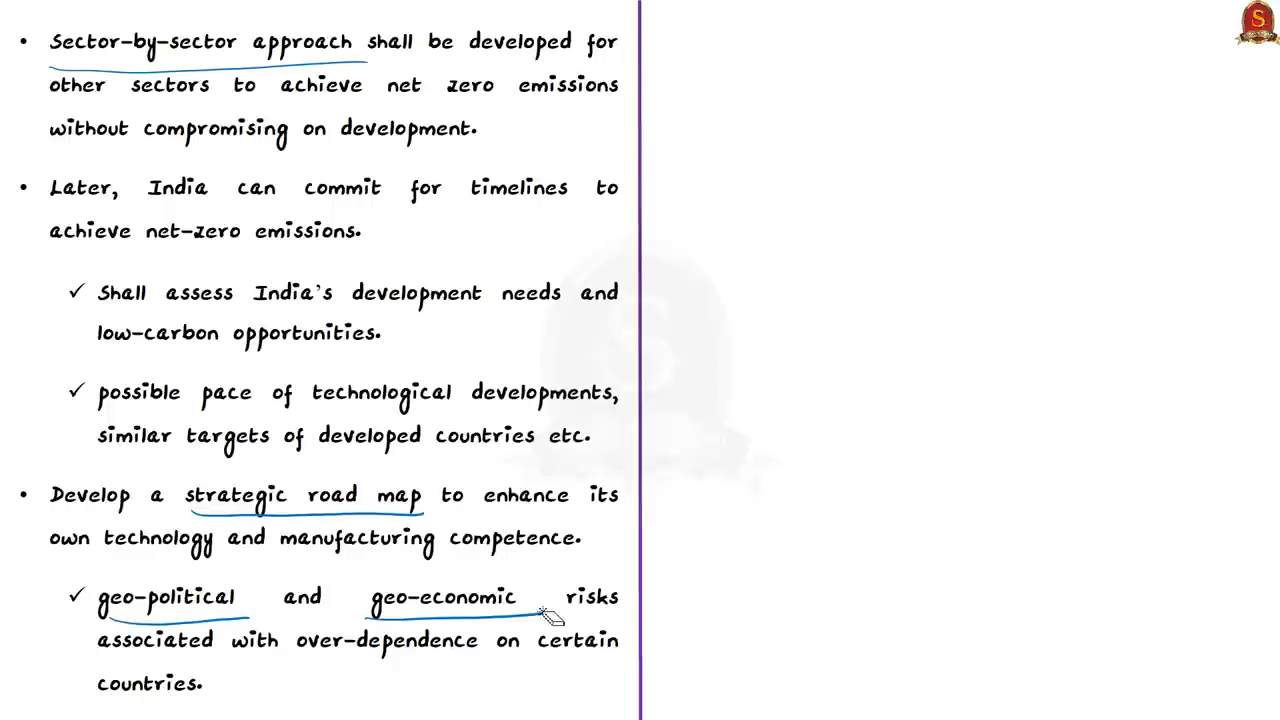 • Sector-by-sector approach shall be developed for
other sectors to achieve net zero emissions
without compromising on development.
• Later, India can commit for timelines to
achieve net-zero emissions.
✓ Shall assess India's development needs and
low-carbon opportunities.
✓ possible pace of technological developments,
similar targets of developed countries etc.
• Develop a strategic road map to enhance its
own technology and manufacturing competence.
✓ geo-political and geo-economic risks
associated with over-dependence on certain
countries.
S
S